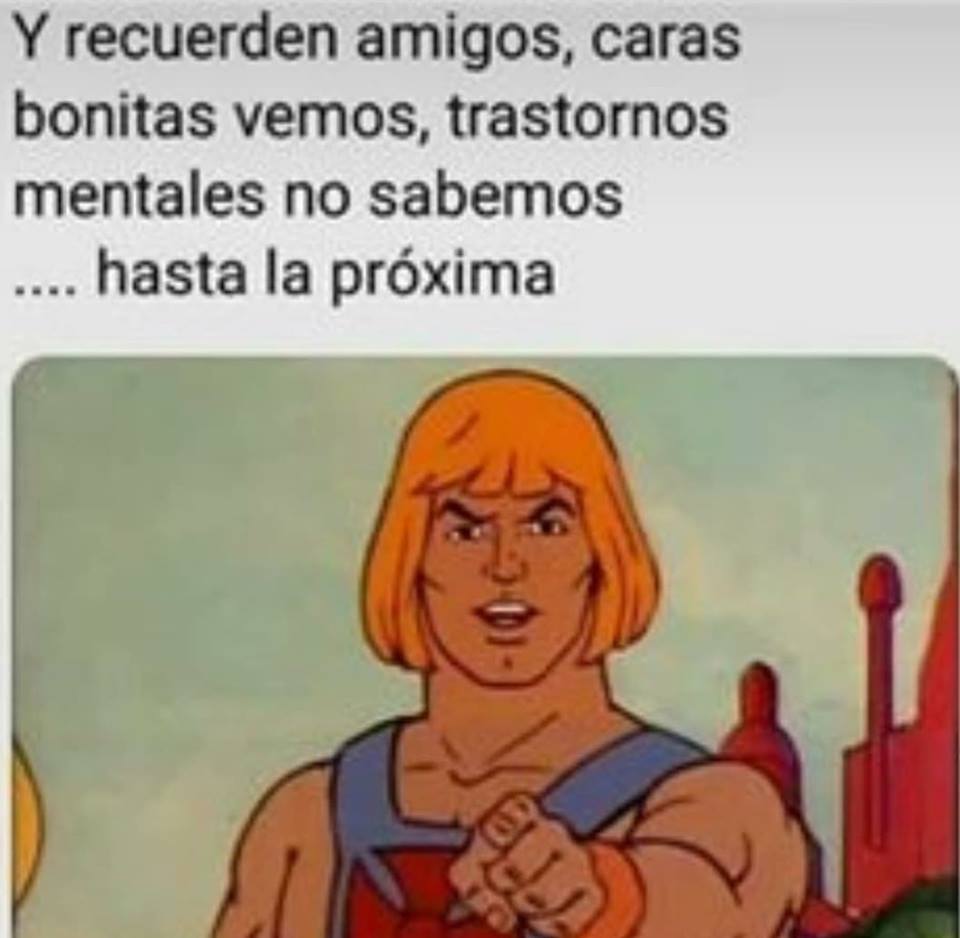 Y recuerden amigos, caras
bonitas vemos, trastornos
mentales no sabemos
.... hasta la próxima